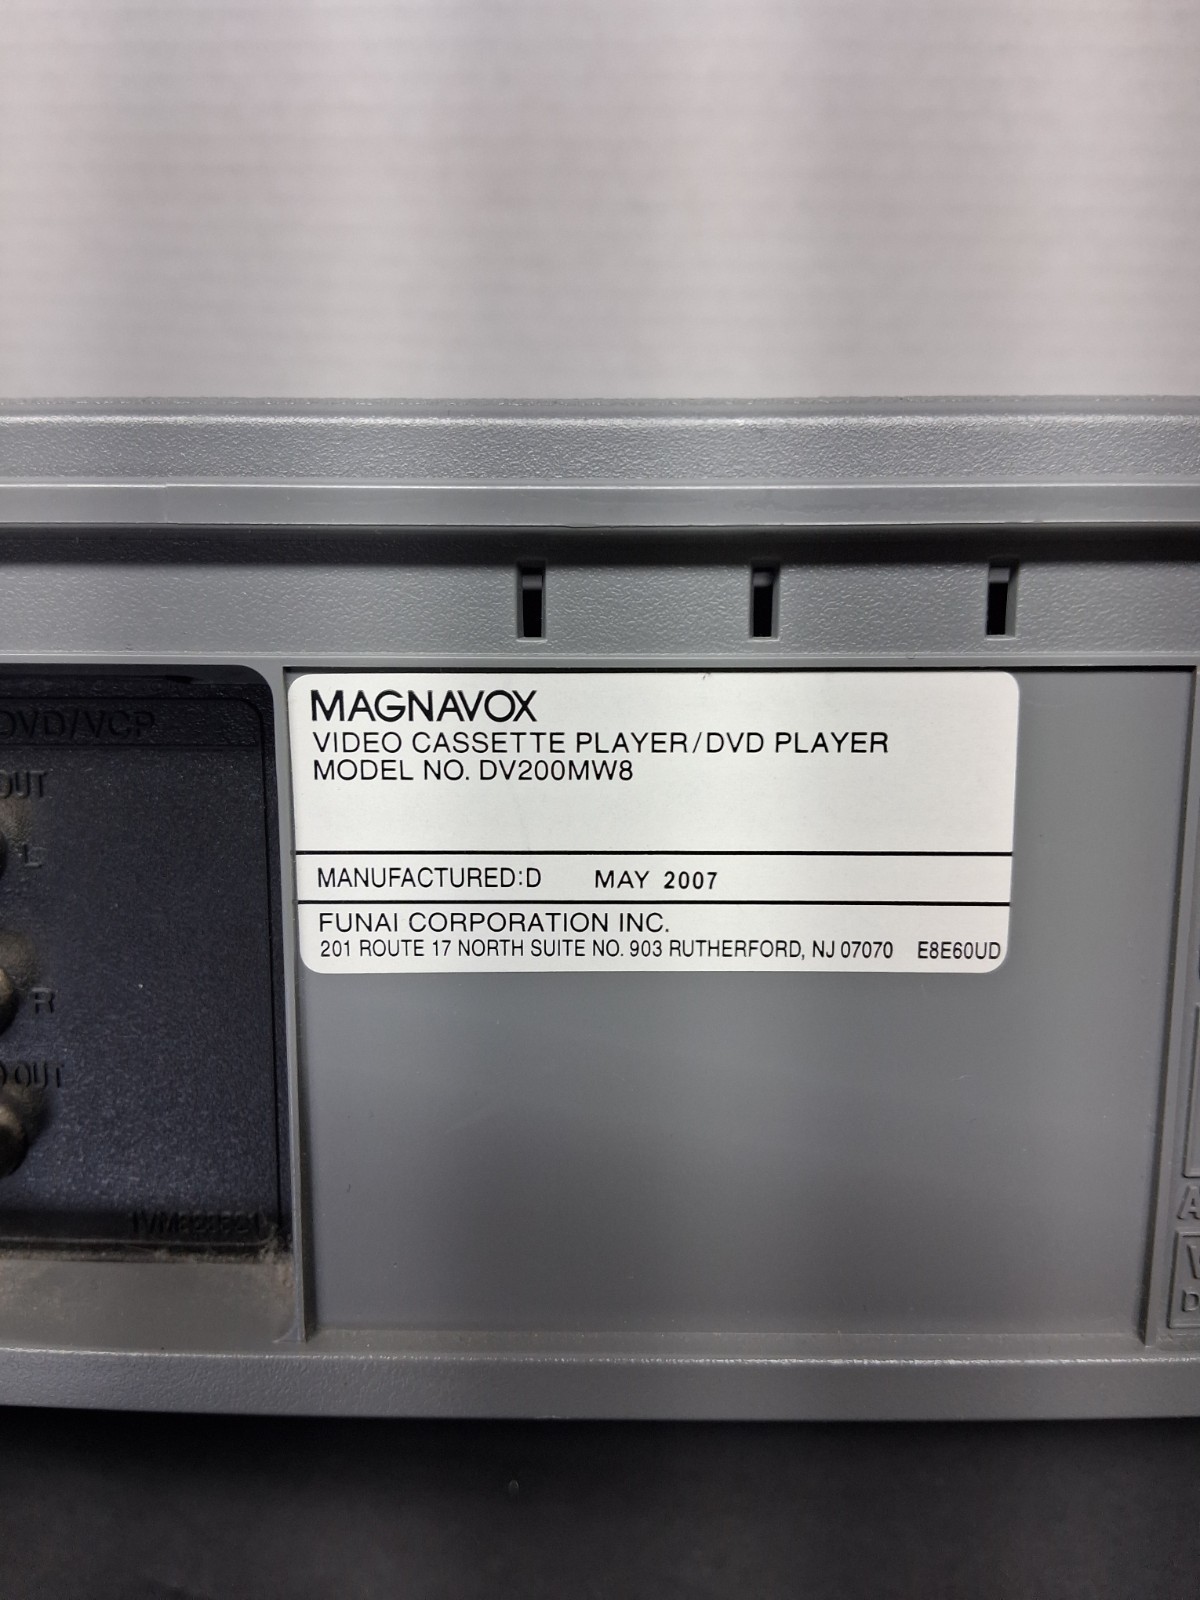 MAGNAVOX
VIDEO CASSETTE PLAYER/DVD PLAYER
MODEL NO. DV200MW8
MANUFACTURED:D MAY 2007
FUNAI CORPORATION INC.
201 ROUTE 17 NORTH SUITE NO. 903 RUTHERFORD, NJ 07070 E8E60UD
DVD/VCP
OUT
L
R
OUT